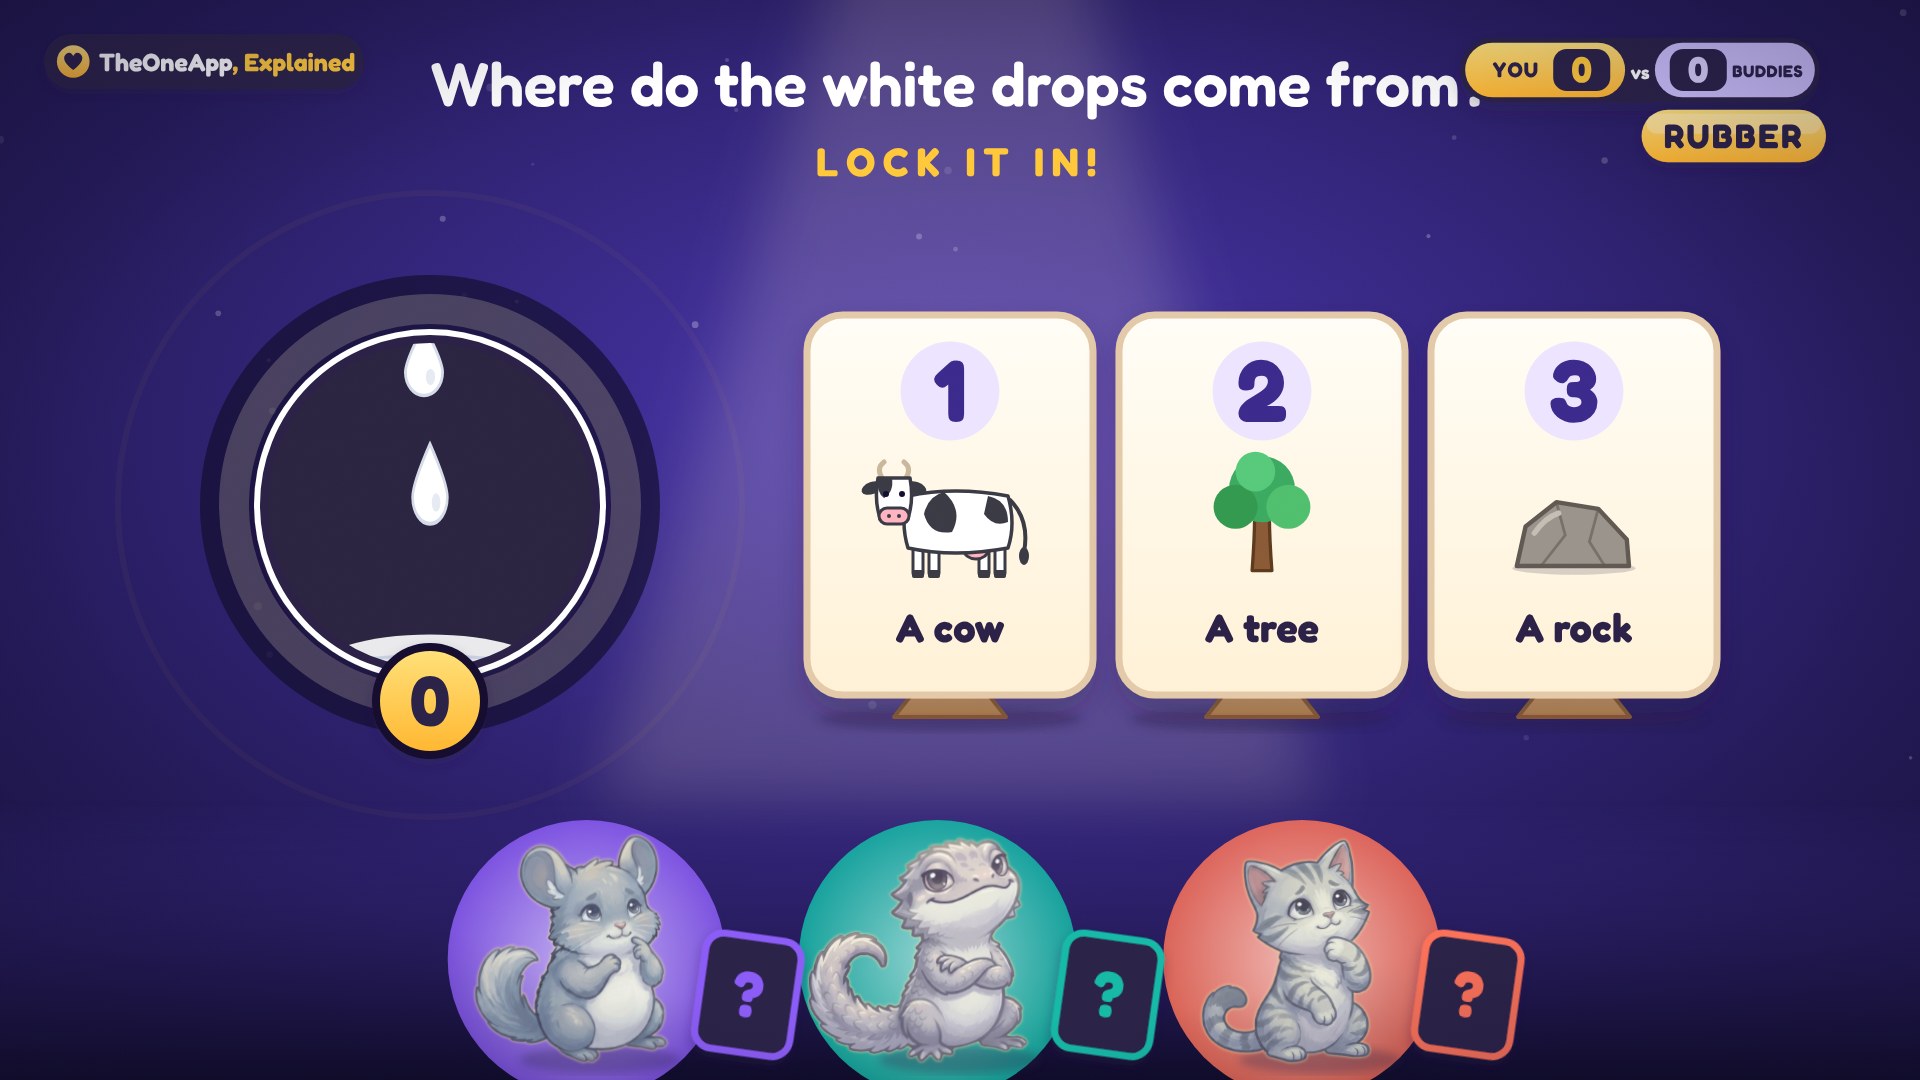 TheOneApp, Explained
Where do the white drops come from?
YOU 0 vs 0 BUDDIES
RUBBER
LOCK IT IN!
1
A cow
2
A tree
3
A rock
0
?
?
?